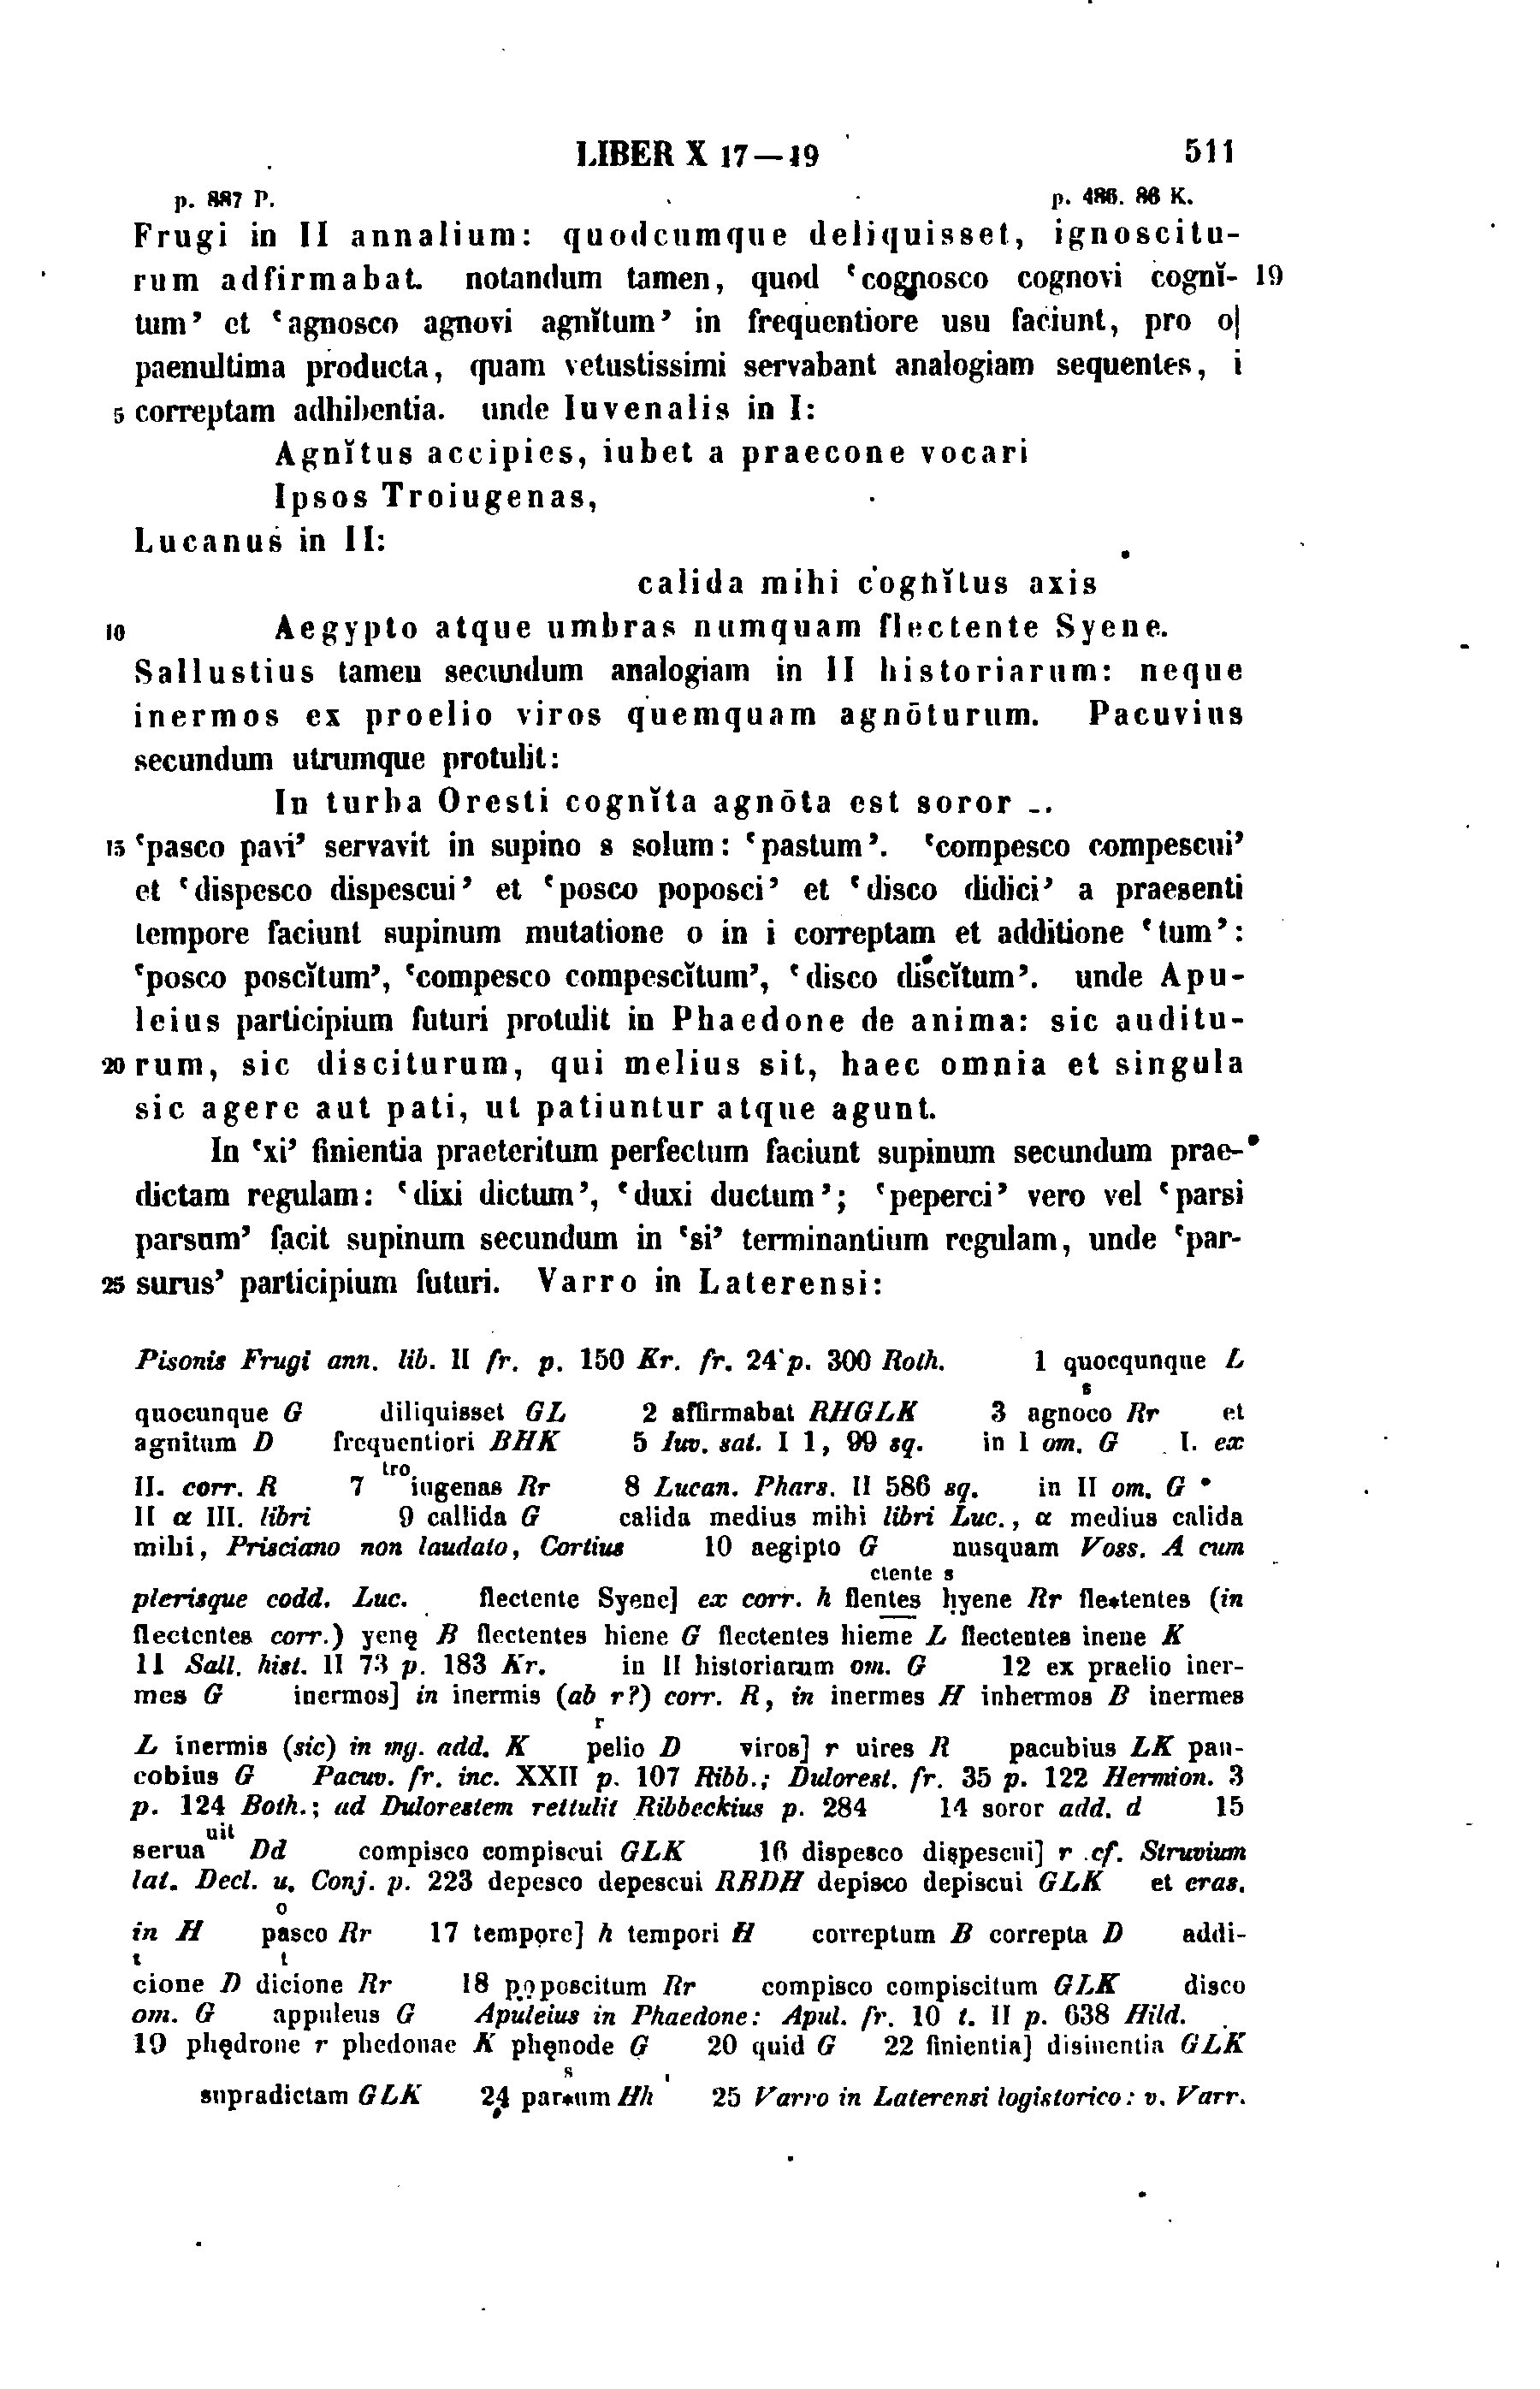 LIBER X 17—19 511
p. 887 P. p. 486. 86 K.
Frugi in II annalium: quodcumque deliquisset, ignoscitu-
rum adfirmabat. notandum tamen, quod ‘cognosco cognovi cognĭ- 19
tum’ et ‘agnosco agnovi agnĭtum’ in frequentiore usu faciunt, pro o
paenultima producta, quam vetustissimi servabant analogiam sequentes, i
5 correptam adhibentia. unde Iuvenalis in I:
Agnĭtus accipies, iubet a praecone vocari
Ipsos Troiugenas,
Lucanus in II:
calida mihi cognĭtus axis
10 Aegypto atque umbras numquam flectente Syene.
Sallustius tamen secundum analogiam in II historiarum: neque
inermos ex proelio viros quemquam agnōturum. Pacuvius
secundum utrumque protulit:
In turba Oresti cognĭta agnōta est soror ..
15 ‘pasco pavi’ servavit in supino s solum: ‘pastum’. ‘compesco compescui’
et ‘dispesco dispescui’ et ‘posco poposci’ et ‘disco didici’ a praesenti
tempore faciunt supinum mutatione o in i correptam et additione ‘tum’:
‘posco poscĭtum’, ‘compesco compescĭtum’, ‘disco discĭtum’. unde Apu-
leius participium futuri protulit in Phaedone de anima: sic auditu-
20 rum, sic disciturum, qui melius sit, haec omnia et singula
sic agere aut pati, ut patiuntur atque agunt.
In ‘xi’ finientia praeteritum perfectum faciunt supinum secundum prae-
dictam regulam: ‘dixi dictum’, ‘duxi ductum’; ‘peperci’ vero vel ‘parsi
parsum’ facit supinum secundum in ‘si’ terminantium regulam, unde ‘par-
25 surus’ participium futuri. Varro in Laterensi:
Pisonis Frugi ann. lib. II fr. p. 150 Kr. fr. 24 p. 300 Roth. 1 quocqunque L
s
quocunque G diliquisset GL 2 affirmabat RHGLK 3 agnoco Rr et
agnitum D frequentiori BHK 5 Iuv. sat. I 1, 99 sq. in I om. G I. ex
tro
II. corr. R 7 iugenas Rr 8 Lucan. Phars. II 586 sq. in II om. G
II α III. libri 9 callida G calida medius mihi libri Luc., α medius calida
mihi, Prisciano non laudato, Cortius 10 aegipto G nusquam Voss. A cum
ctente s
plerisque codd. Luc. flectente Syene] ex corr. h flentes hyene Rr fle*tentes (in
flectentes corr.) yenę B flectentes hiene G flectentes hieme L flectentes inene K
11 Sall. hist. II 73 p. 183 Kr. in II historiarum om. G 12 ex praelio iner-
mes G inermos] in inermis (ab r?) corr. R, in inermes H inhermos B inermes
r
L inermis (sic) in mg. add. K pelio D viros] r uires R pacubius LK pau-
cobius G Pacuv. fr. inc. XXII p. 107 Ribb.; Dulorest. fr. 35 p. 122 Hermion. 3
p. 124 Both.; ad Dulorestem rettulit Ribbeckius p. 284 14 soror add. d 15
uit
serua Dd compisco compiscui GLK 16 dispesco dispescui] r cf. Struvium
lat. Decl. u. Conj. p. 223 depesco depescui RBDH depisco depiscui GLK et eras.
o
in H pasco Rr 17 tempore] h tempori H correptum B correpta D addi-
t t
cione D dicione Rr 18 poposcitum Rr compisco compiscitum GLK disco
om. G appuleus G Apuleius in Phaedone: Apul. fr. 10 t. II p. 638 Hild.
19 phędrone r phedonae K phęnode G 20 quid G 22 finientia] disinentia GLK
s
supradictam GLK 24 par*um Hh 25 Varro in Laterensi logistorico: v. Varr.